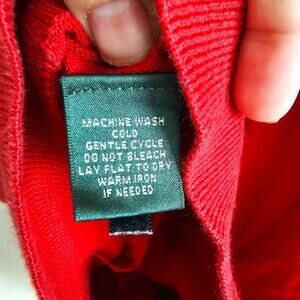 MACHINE WASH
COLD
GENTLE CYCLE
DO NOT BLEACH
LAY FLAT TO DRY
WARM IRON
IF NEEDED